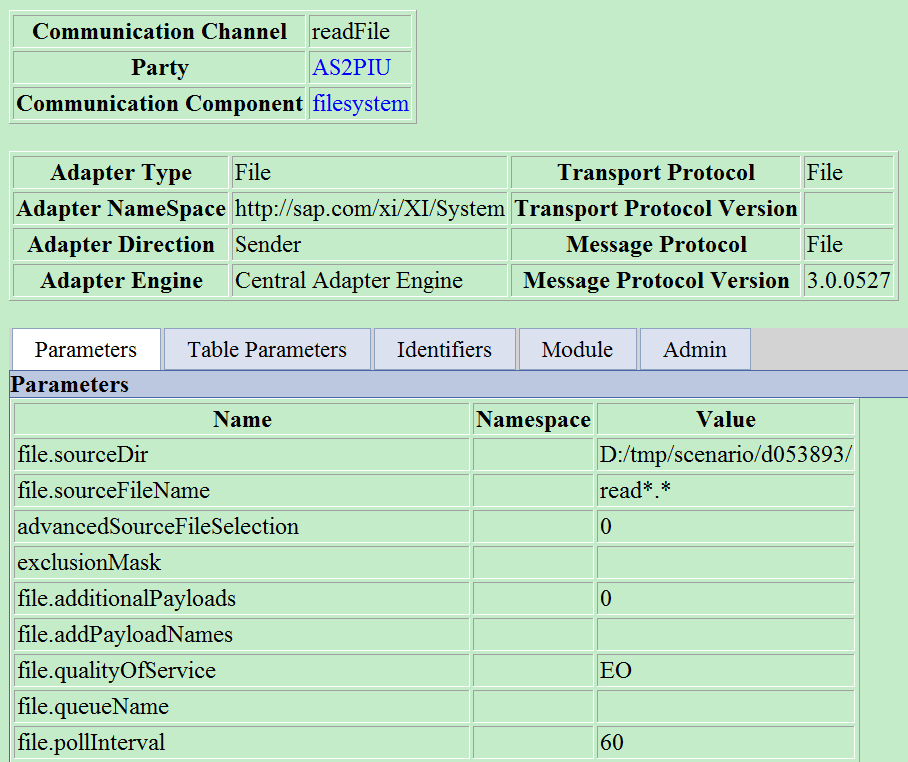 Communication Channel readFile
Party AS2PIU
Communication Component filesystem
Adapter Type File Transport Protocol File
Adapter NameSpace http://sap.com/xi/XI/System Transport Protocol Version
Adapter Direction Sender Message Protocol File
Adapter Engine Central Adapter Engine Message Protocol Version 3.0.0527
Parameters Table Parameters Identifiers Module Admin
Parameters
Name Namespace Value
file.sourceDir D:/tmp/scenario/d053893/
file.sourceFileName read*.*
advancedSourceFileSelection 0
exclusionMask
file.additionalPayloads 0
file.addPayloadNames
file.qualityOfService EO
file.queueName
file.pollInterval 60